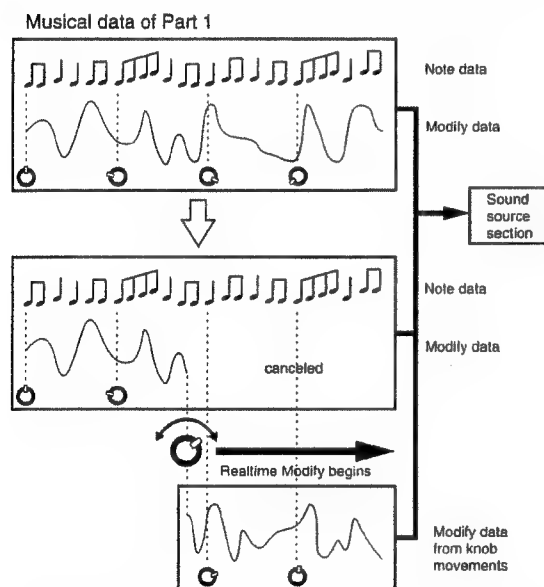 Musical data of Part 1
Note data
Modify data
Sound
source
section
Note data
Modify data
canceled
Realtime Modify begins
Modify data
from knob
movements